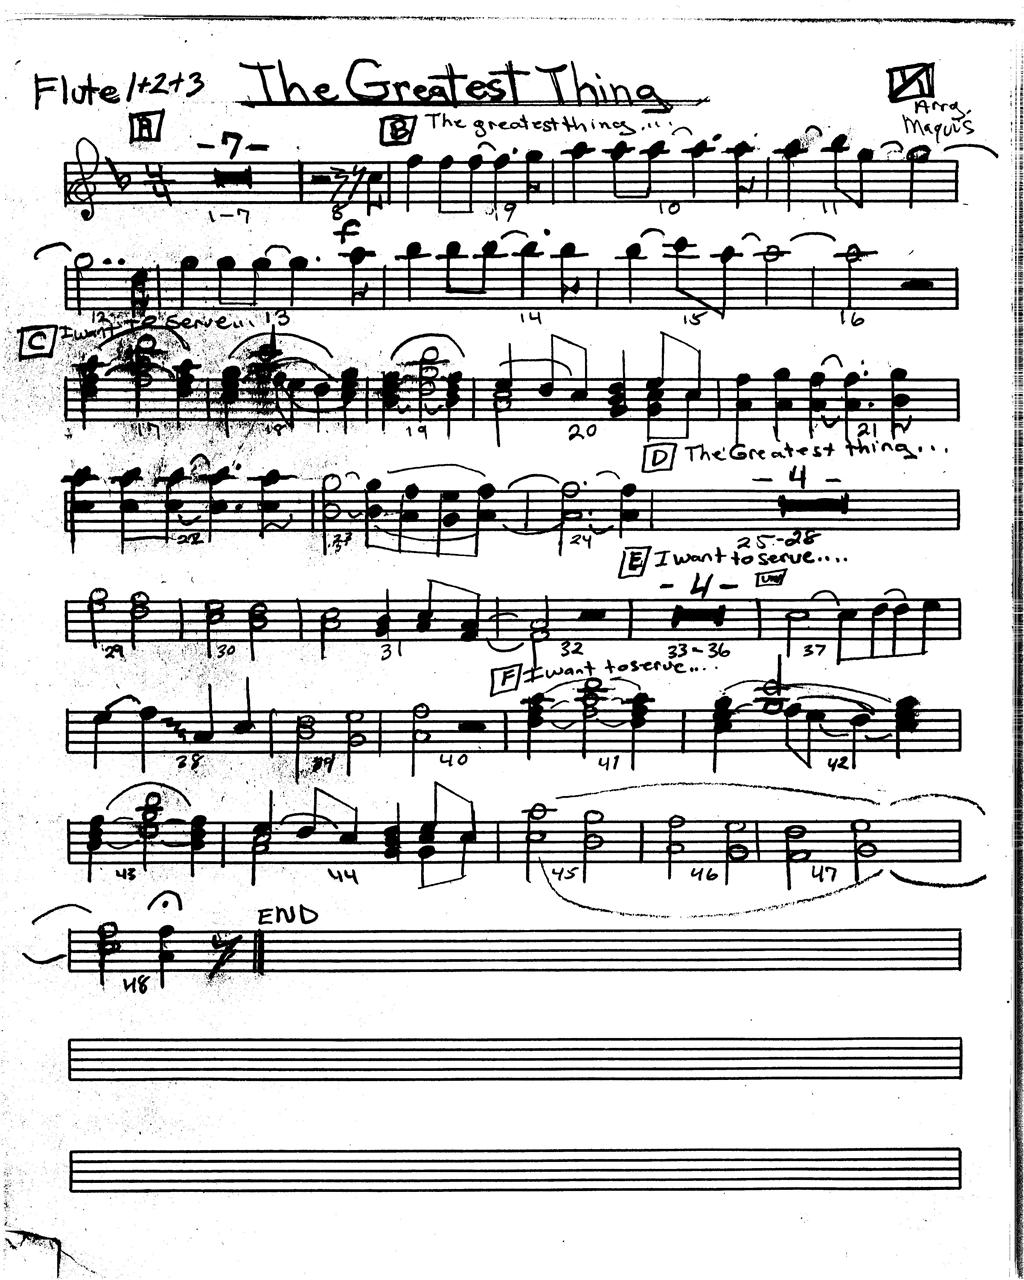 Flute 1+2+3 The Greatest Thing
Arrg.
Maquis
A B The greatest thing....
-7-
1-7 8 9 10 11
f
12 13 14 15 16
C I want to serve...
17 18 19 20 21
D The Greatest thing...
-4-
22 23 24 25-28
E I want to serve....
-4-
29 30 31 32 33-36 37
F I want to serve....
38 39 40 41 42
43 44 45 46 47
END
48